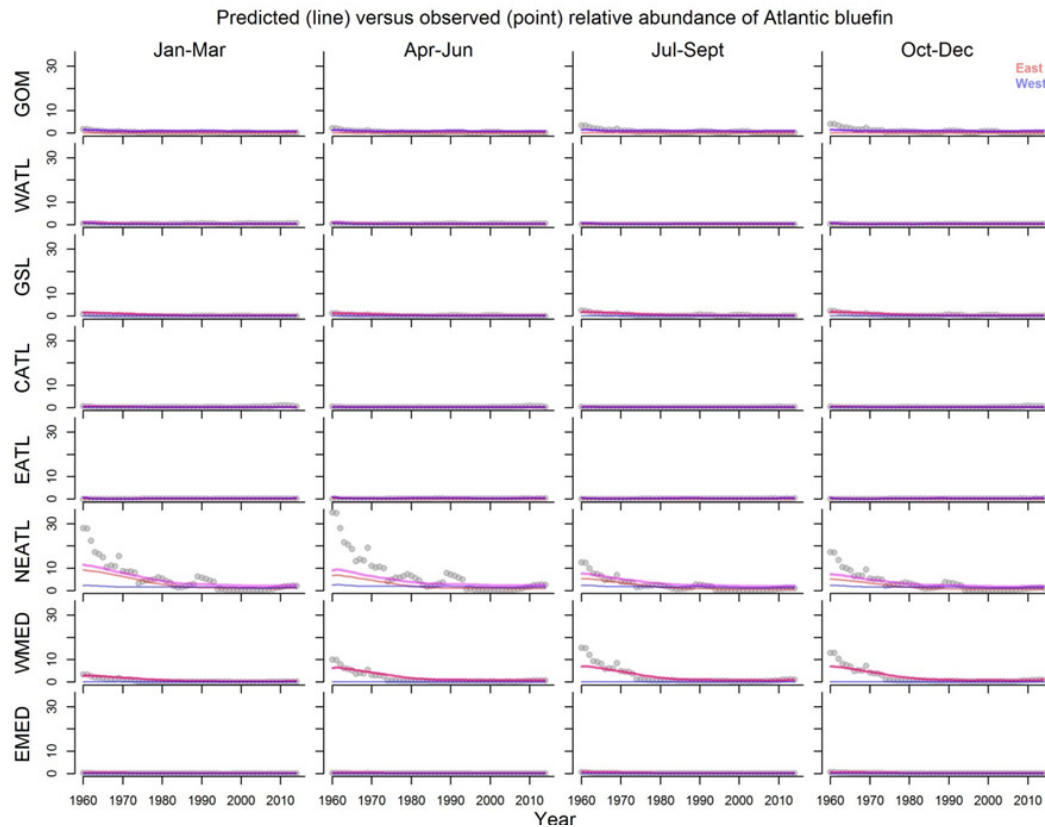 Predicted (line) versus observed (point) relative abundance of Atlantic bluefin
Jan-Mar Apr-Jun Jul-Sept Oct-Dec
East
West
GOM
0 10 30
WATL
0 10 30
GSL
0 10 30
CATL
0 10 30
EATL
0 10 30
NEATL
0 10 30
WMED
0 10 30
EMED
0 10 30
1960 1970 1980 1990 2000 2010 1960 1970 1980 1990 2000 2010 1960 1970 1980 1990 2000 2010 1960 1970 1980 1990 2000 2010
Year